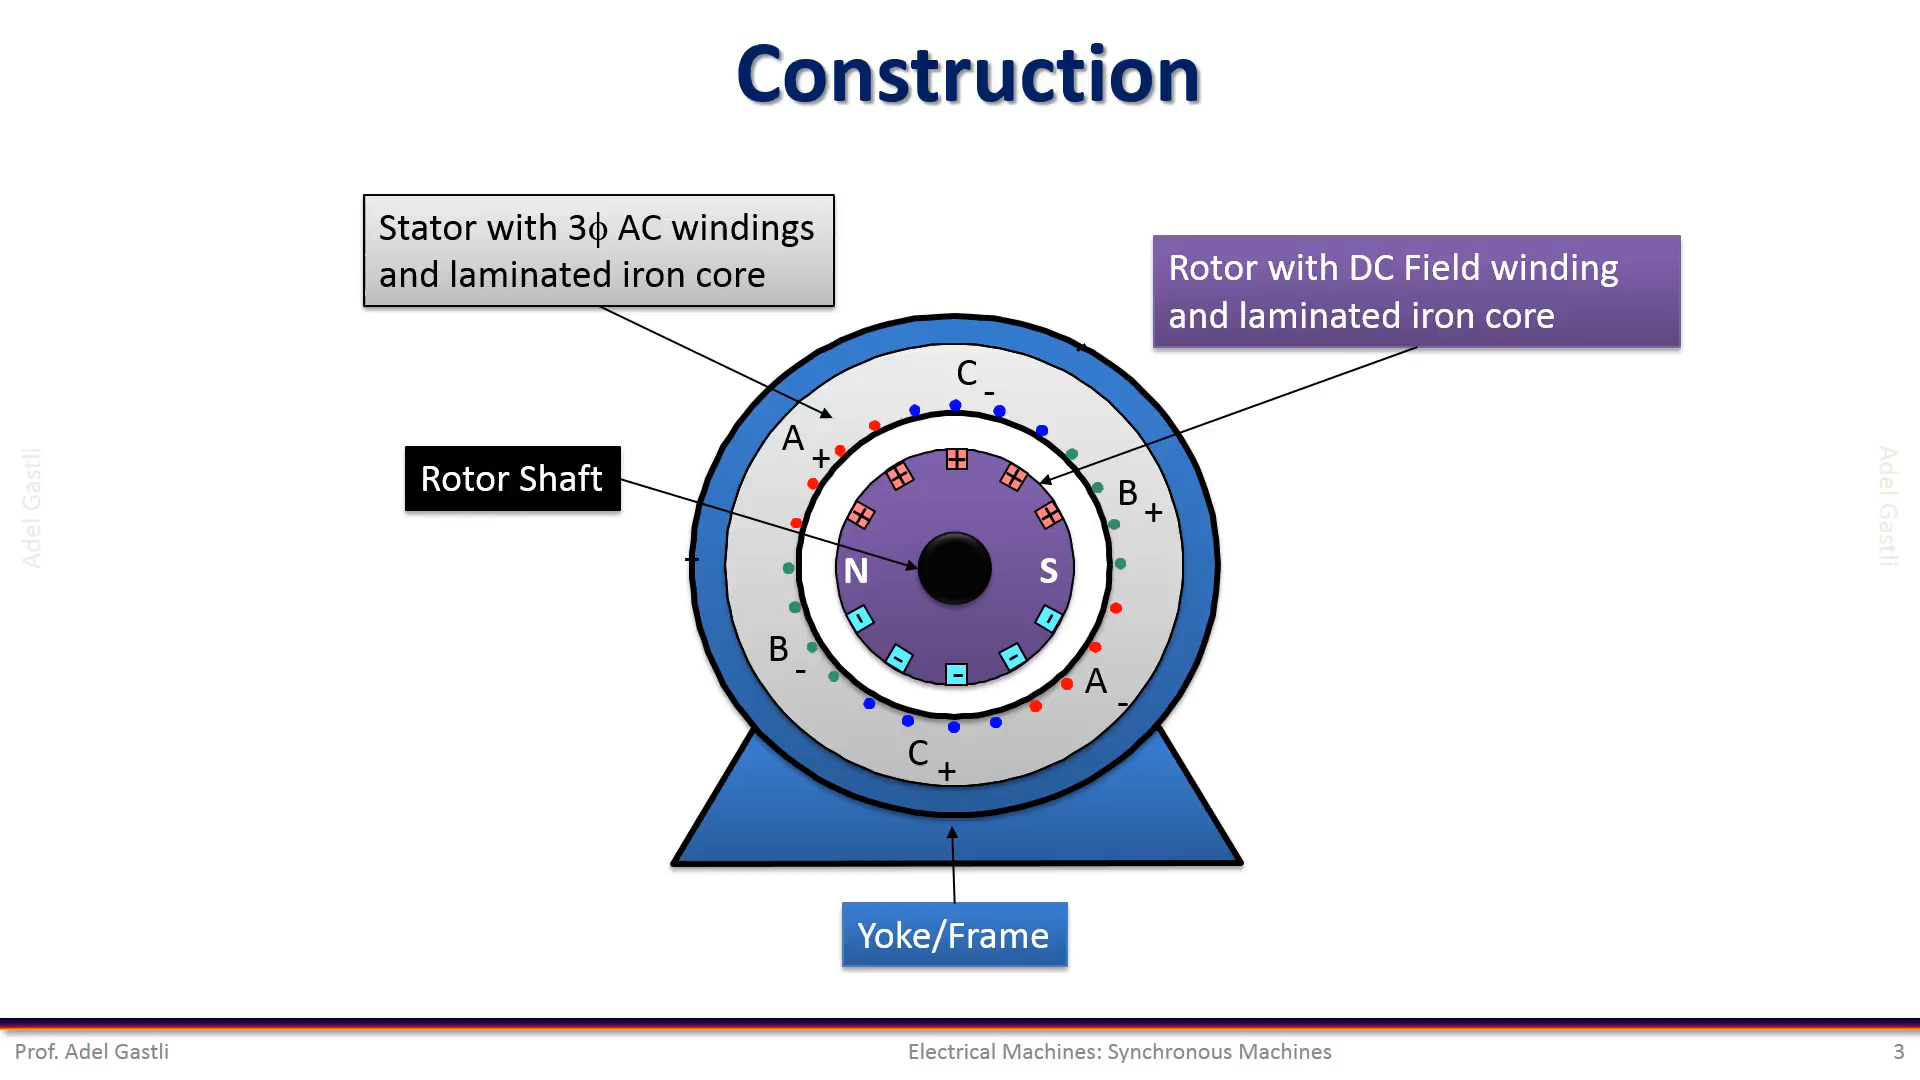 Construction
Stator with 3ϕ AC windings
and laminated iron core
Rotor with DC Field winding
and laminated iron core
C
-
A
+
Rotor Shaft
B
+
+ + + + +
N
S
- - - - -
B
-
A
-
C
+
Yoke/Frame
Adel Gastli
Adel Gastli
Prof. Adel Gastli
Electrical Machines: Synchronous Machines
3